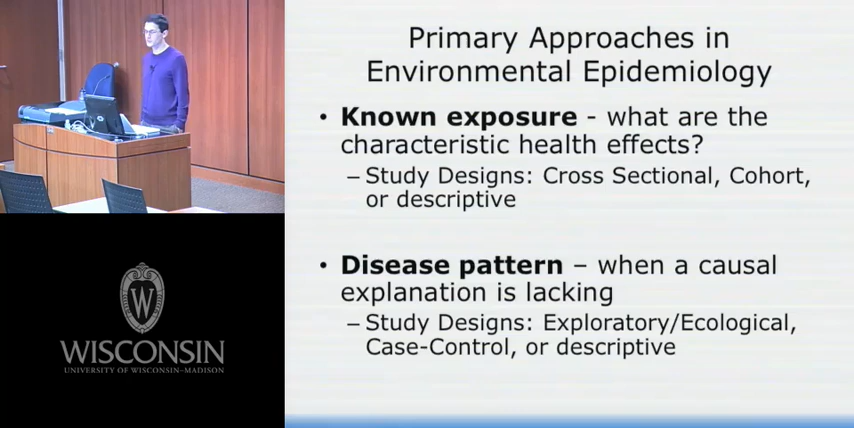 Primary Approaches in
Environmental Epidemiology
• Known exposure - what are the
characteristic health effects?
– Study Designs: Cross Sectional, Cohort,
or descriptive
• Disease pattern – when a causal
explanation is lacking
– Study Designs: Exploratory/Ecological,
Case-Control, or descriptive
W
WISCONSIN
UNIVERSITY OF WISCONSIN–MADISON